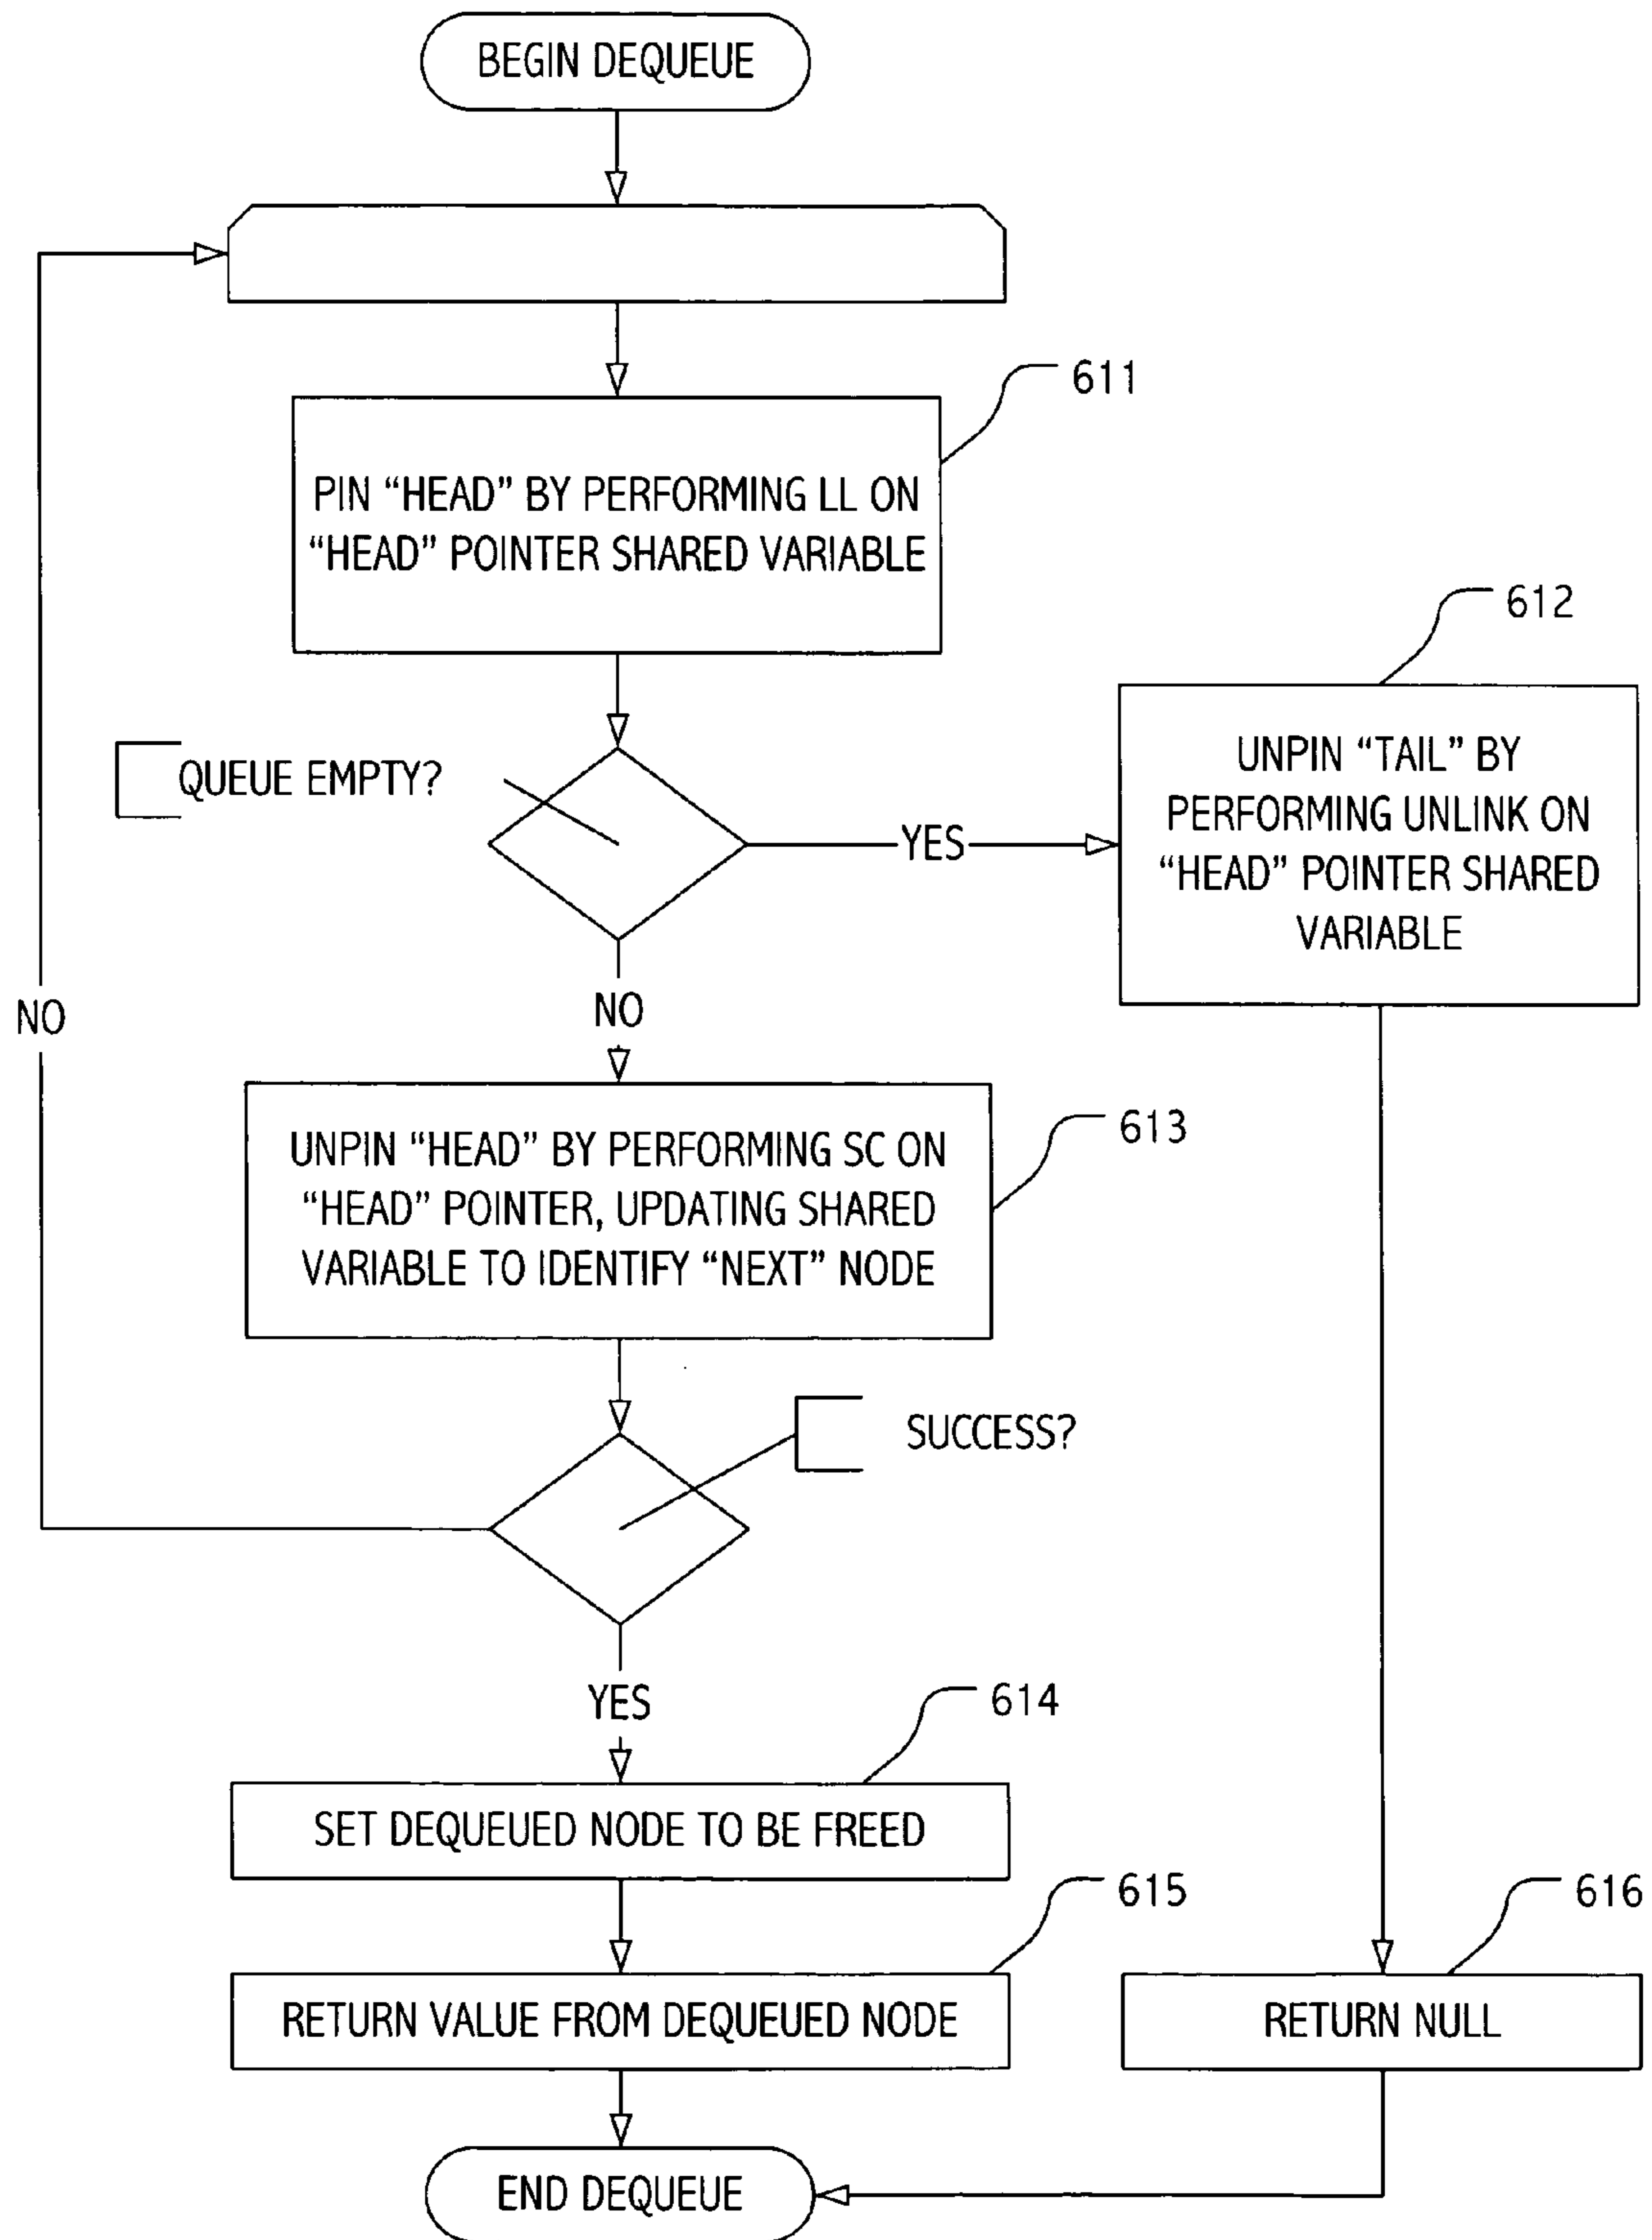 BEGIN DEQUEUE
611
PIN “HEAD” BY PERFORMING LL ON
“HEAD” POINTER SHARED VARIABLE
612
UNPIN “TAIL” BY
PERFORMING UNLINK ON
“HEAD” POINTER SHARED
VARIABLE
QUEUE EMPTY?
YES
NO
NO
613
UNPIN “HEAD” BY PERFORMING SC ON
“HEAD” POINTER, UPDATING SHARED
VARIABLE TO IDENTIFY “NEXT” NODE
SUCCESS?
YES
614
SET DEQUEUED NODE TO BE FREED
615
RETURN VALUE FROM DEQUEUED NODE
616
RETURN NULL
END DEQUEUE